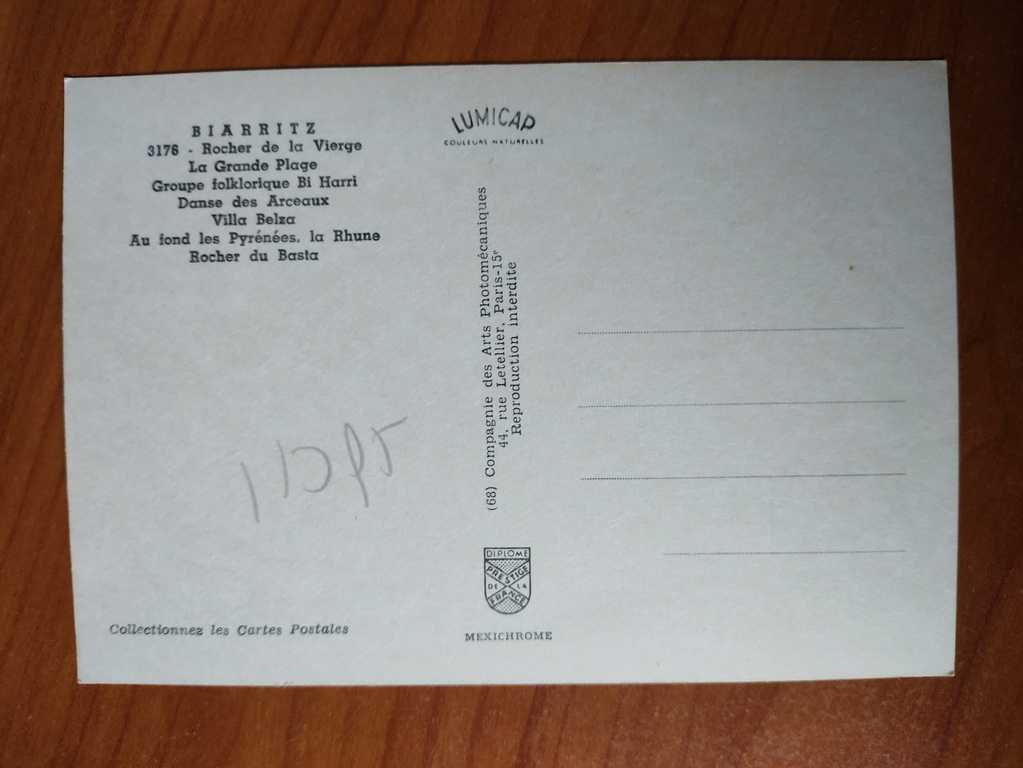 BIARRITZ
3176 - Rocher de la Vierge
La Grande Plage
Groupe folklorique Bi Harri
Danse des Arceaux
Villa Belza
Au fond les Pyrénées, la Rhune
Rocher du Basta
Collectionnez les Cartes Postales
LUMICAP
COULEURS NATURELLES
(68) Compagnie des Arts Photomécaniques
44, rue Letellier, Paris-15e
Reproduction interdite
DIPLOME
PRESTIGE
DE LA
FRANCE
MEXICHROME